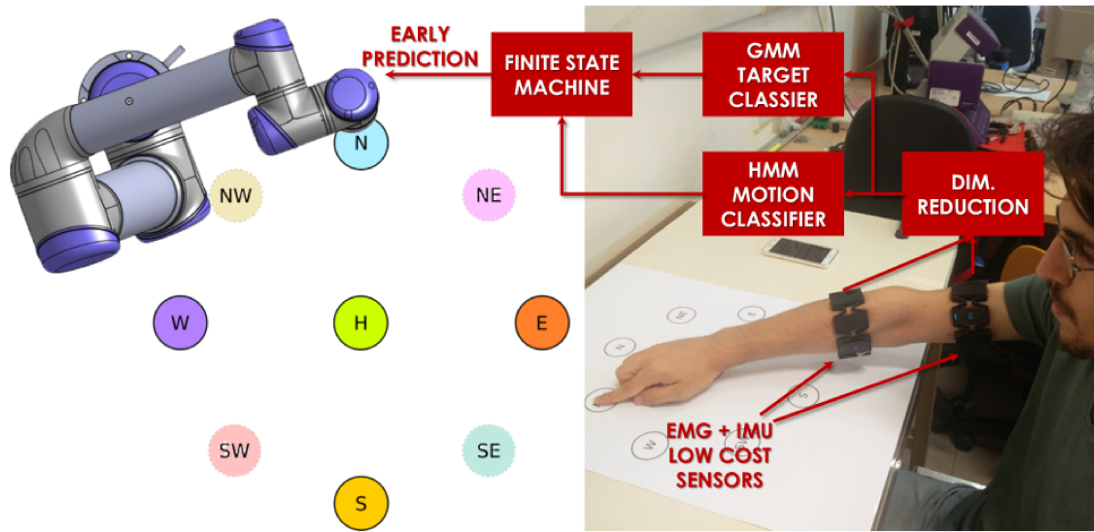 EARLY
PREDICTION
FINITE STATE
MACHINE
GMM
TARGET
CLASSIER
HMM
MOTION
CLASSIFIER
DIM.
REDUCTION
N
NW
NE
W
H
E
SW
SE
S
E
N
S
W
EMG + IMU
LOW COST
SENSORS